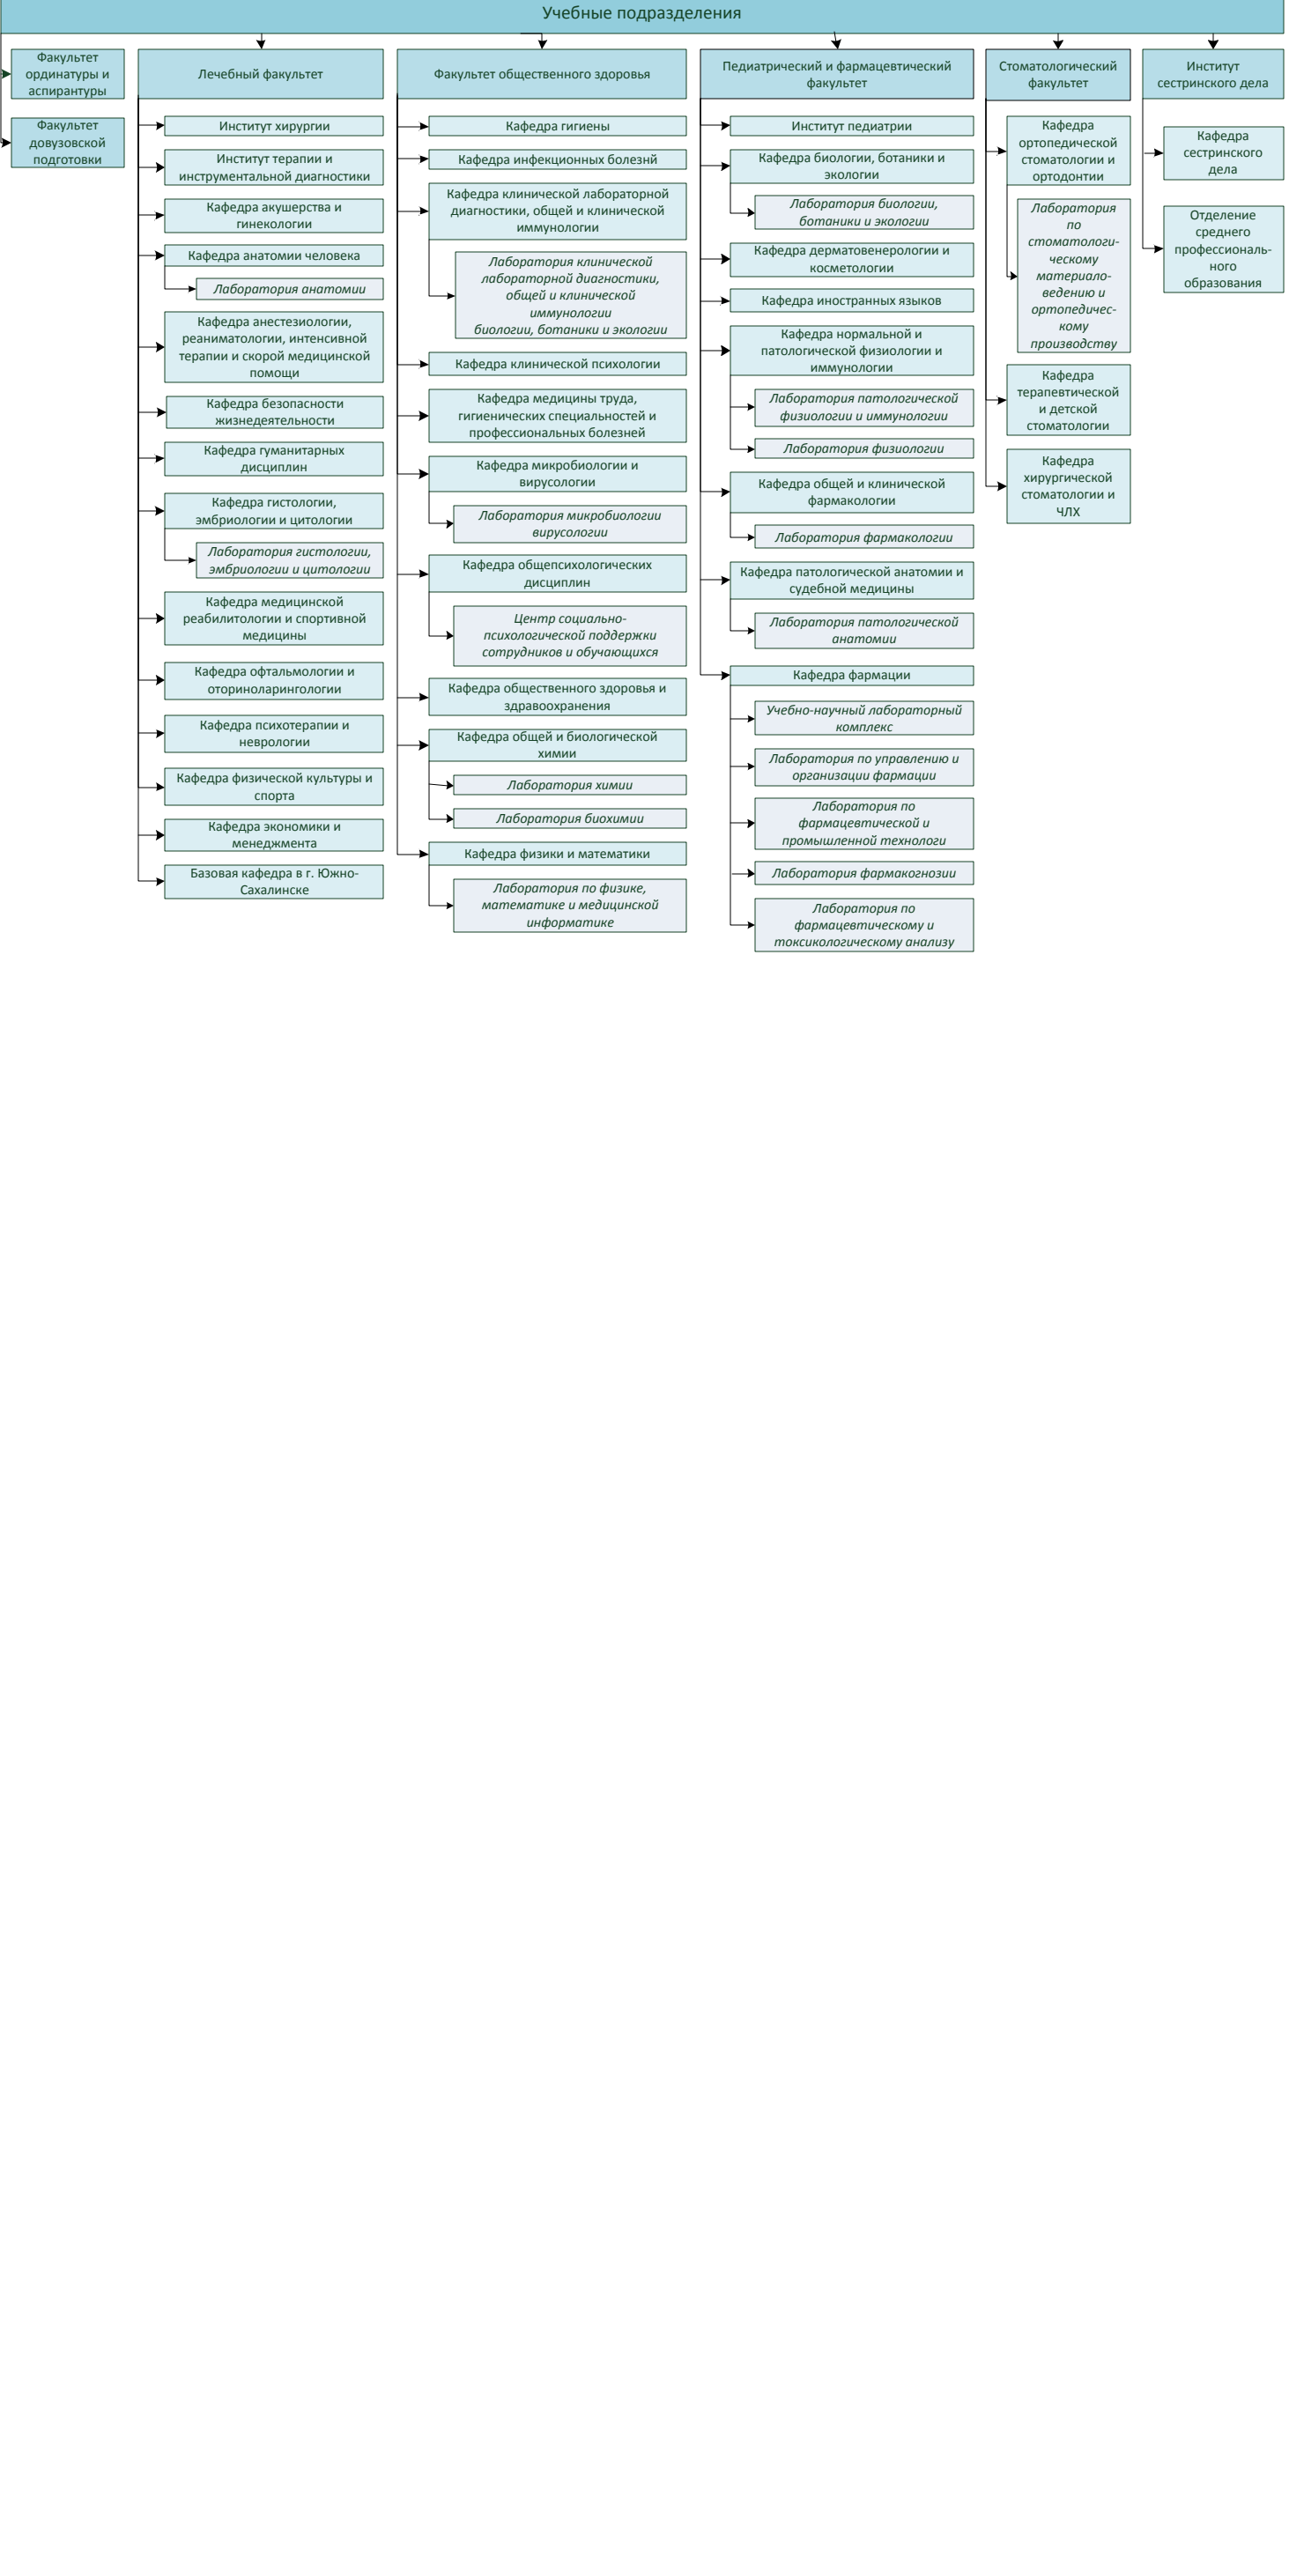 Учебные подразделения
Факультет
ординатуры и
аспирантуры
Факультет
довузовской
подготовки
Лечебный факультет
Институт хирургии
Институт терапии и
инструментальной диагностики
Кафедра акушерства и
гинекологии
Кафедра анатомии человека
Лаборатория анатомии
Кафедра анестезиологии,
реаниматологии, интенсивной
терапии и скорой медицинской
помощи
Кафедра безопасности
жизнедеятельности
Кафедра гуманитарных
дисциплин
Кафедра гистологии,
эмбриологии и цитологии
Лаборатория гистологии,
эмбриологии и цитологии
Кафедра медицинской
реабилитологии и спортивной
медицины
Кафедра офтальмологии и
оториноларингологии
Кафедра психотерапии и
неврологии
Кафедра физической культуры и
спорта
Кафедра экономики и
менеджмента
Базовая кафедра в г. Южно-
Сахалинске
Факультет общественного здоровья
Кафедра гигиены
Кафедра инфекционных болезнй
Кафедра клинической лабораторной
диагностики, общей и клинической
иммунологии
Лаборатория клинической
лабораторной диагностики,
общей и клинической
иммунологии
биологии, ботаники и экологии
Кафедра клинической психологии
Кафедра медицины труда,
гигиенических специальностей и
профессиональных болезней
Кафедра микробиологии и
вирусологии
Лаборатория микробиологии
вирусологии
Кафедра общепсихологических
дисциплин
Центр социально-
психологической поддержки
сотрудников и обучающихся
Кафедра общественного здоровья и
здравоохранения
Кафедра общей и биологической
химии
Лаборатория химии
Лаборатория биохимии
Кафедра физики и математики
Лаборатория по физике,
математике и медицинской
информатике
Педиатрический и фармацевтический
факультет
Институт педиатрии
Кафедра биологии, ботаники и
экологии
Лаборатория биологии,
ботаники и экологии
Кафедра дерматовенерологии и
косметологии
Кафедра иностранных языков
Кафедра нормальной и
патологической физиологии и
иммунологии
Лаборатория патологической
физиологии и иммунологии
Лаборатория физиологии
Кафедра общей и клинической
фармакологии
Лаборатория фармакологии
Кафедра патологической анатомии и
судебной медицины
Лаборатория патологической
анатомии
Кафедра фармации
Учебно-научный лабораторный
комплекс
Лаборатория по управлению и
организации фармации
Лаборатория по
фармацевтической и
промышленной технологи
Лаборатория фармакогнозии
Лаборатория по
фармацевтическому и
токсикологическому анализу
Стоматологический
факультет
Кафедра
ортопедической
стоматологии и
ортодонтии
Лаборатория
по
стоматологи-
ческому
материало-
ведению и
ортопедичес-
кому
производству
Кафедра
терапевтической
и детской
стоматологии
Кафедра
хирургической
стоматологии и
ЧЛХ
Институт
сестринского дела
Кафедра
сестринского
дела
Отделение
среднего
профессиональ-
ного
образования